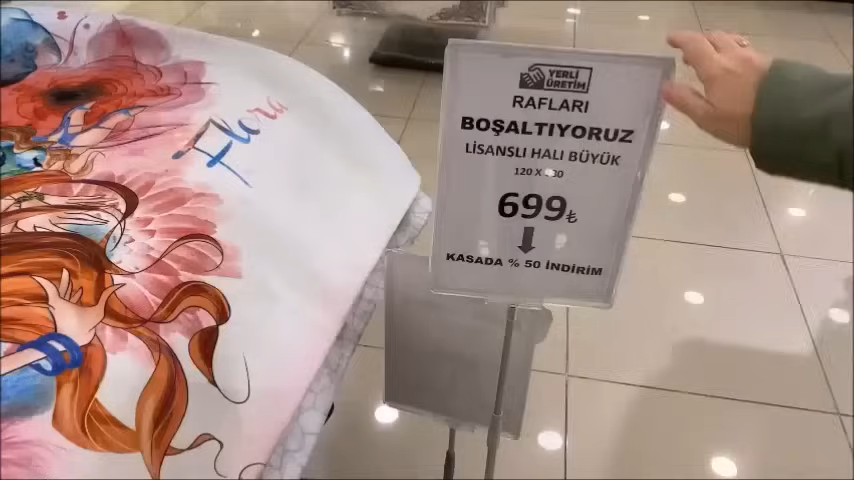 Flora
YERLİ
ÜRETİM
RAFLARI
BOŞALTIYORUZ
LİSANSLI HALI BÜYÜK
120 X
699₺
KASADA % 50 İNDİRİM